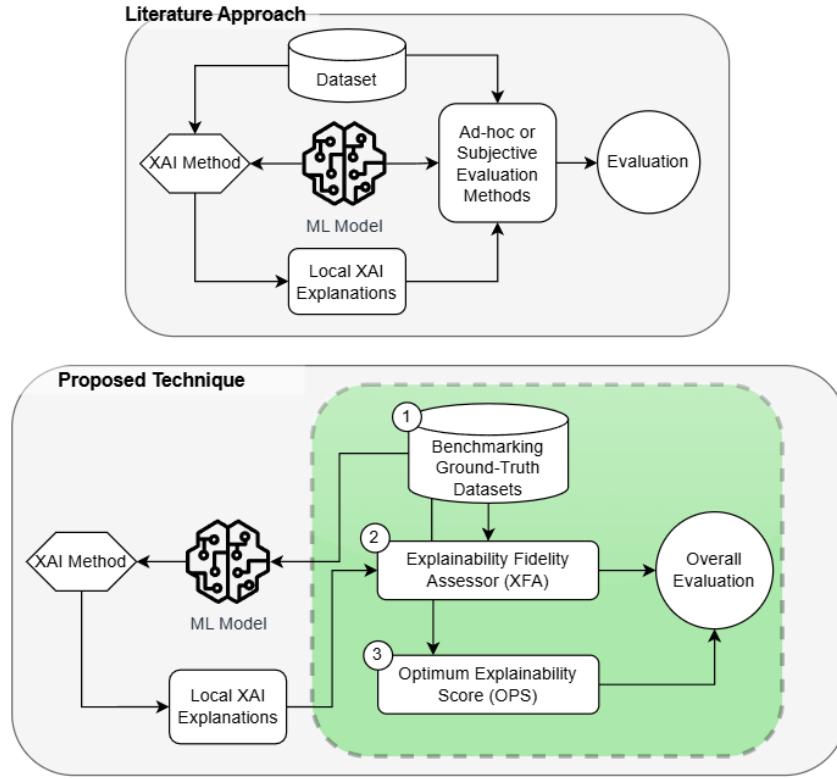 Literature Approach
Dataset
XAI Method
ML Model
Ad-hoc or
Subjective
Evaluation
Methods
Evaluation
Local XAI
Explanations
Proposed Technique
1
Benchmarking
Ground-Truth
Datasets
XAI Method
ML Model
2
Explainability Fidelity
Assessor (XFA)
Overall
Evaluation
3
Optimum Explainability
Score (OPS)
Local XAI
Explanations